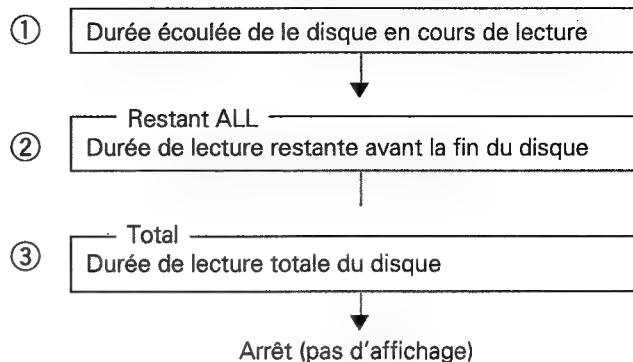 ① Durée écoulée de le disque en cours de lecture
Restant ALL
② Durée de lecture restante avant la fin du disque
Total
③ Durée de lecture totale du disque
Arrêt (pas d'affichage)